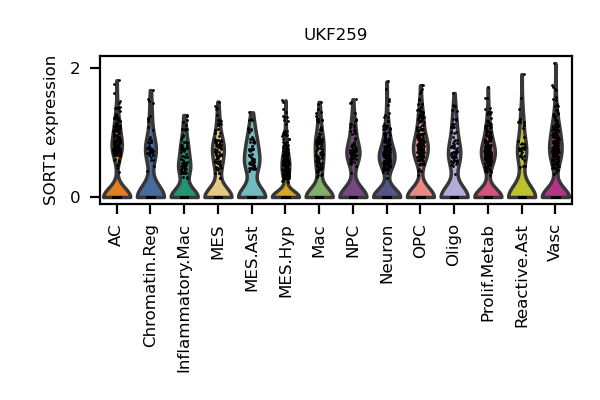 UKF259
SORT1 expression
2
0
AC
Chromatin.Reg
Inflammatory.Mac
MES
MES.Ast
MES.Hyp
Mac
NPC
Neuron
OPC
Oligo
Prolif.Metab
Reactive.Ast
Vasc